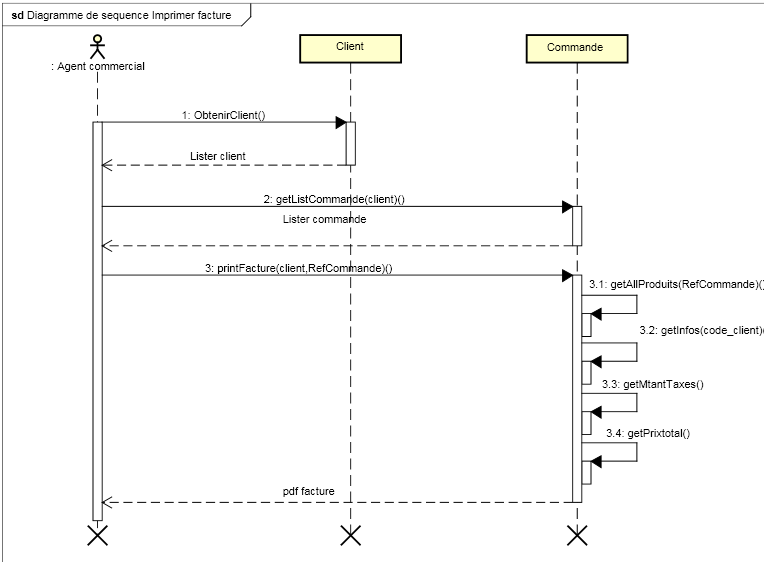 sd Diagramme de sequence Imprimer facture
Client
Commande
: Agent commercial
1: ObtenirClient()
Lister client
2: getListCommande(client)()
Lister commande
3: printFacture(client,RefCommande)()
3.1: getAllProduits(RefCommande)()
3.2: getInfos(code_client)(
3.3: getMtantTaxes()
3.4: getPrixtotal()
pdf facture